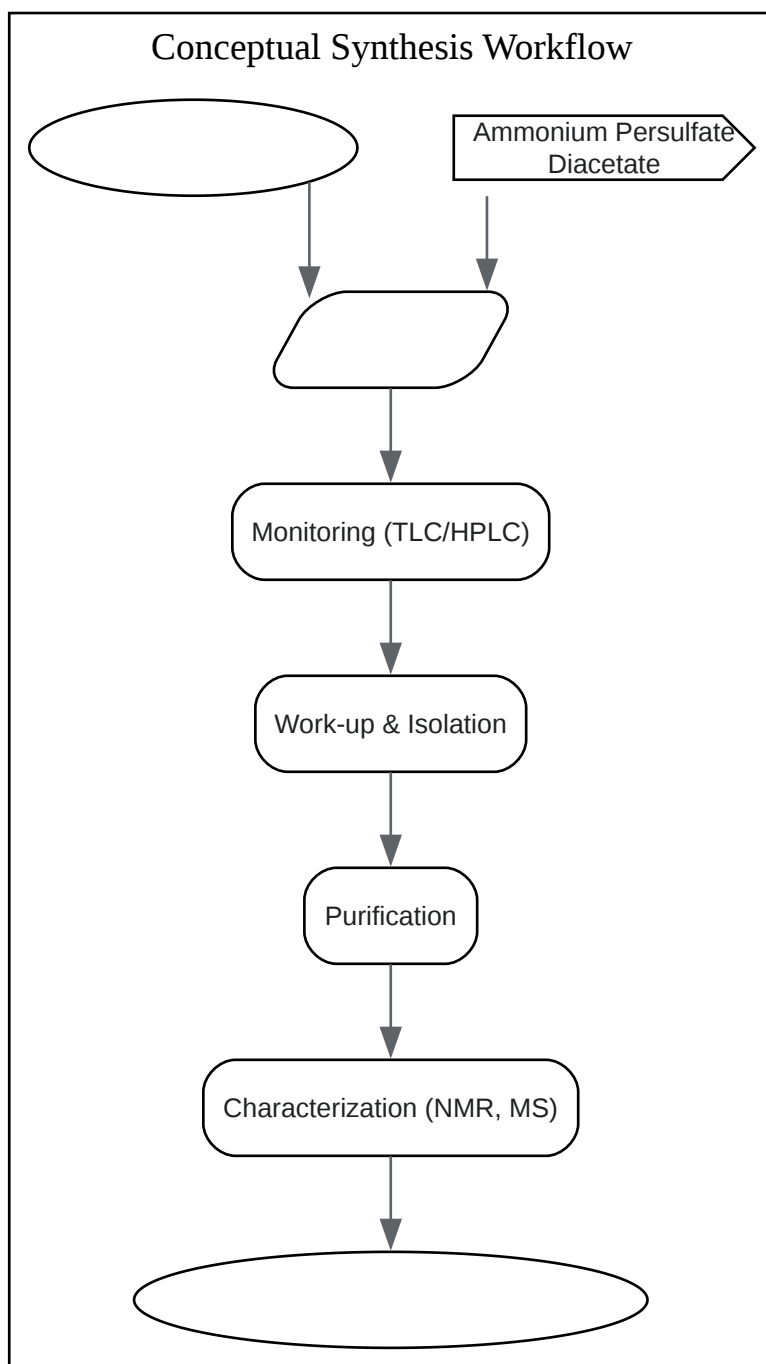 Conceptual Synthesis Workflow
Ammonium Persulfate
Diacetate
Monitoring (TLC/HPLC)
Work-up & Isolation
Purification
Characterization (NMR, MS)